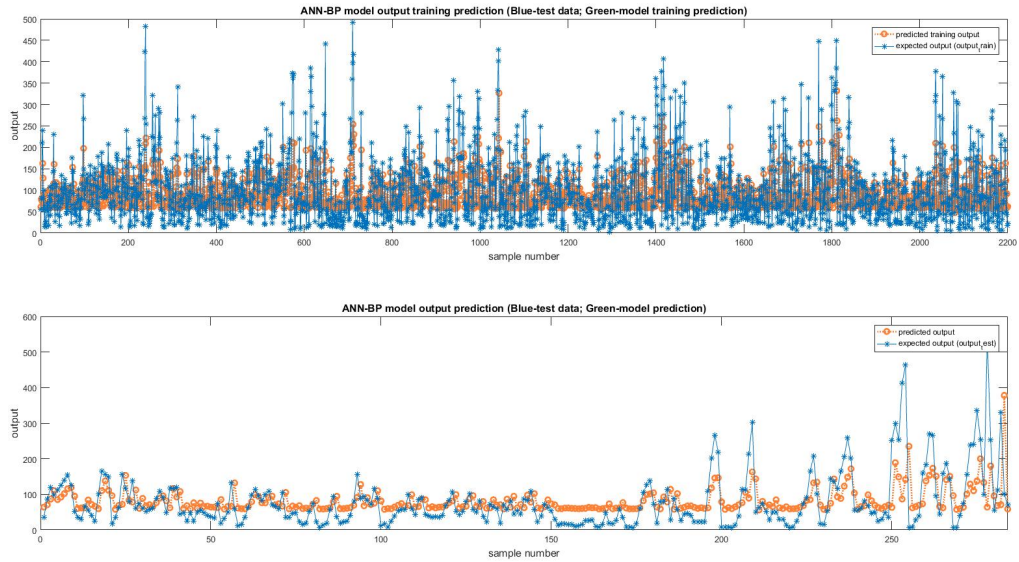 ANN-BP model output training prediction (Blue-test data; Green-model training prediction)
predicted training output
expected output (output_train)
output
500
450
400
350
300
250
200
150
100
50
0
0 200 400 600 800 1000 1200 1400 1600 1800 2000 2200
sample number
ANN-BP model output prediction (Blue-test data; Green-model prediction)
predicted output
expected output (output_test)
output
600
500
400
300
200
100
0
0 50 100 150 200 250
sample number